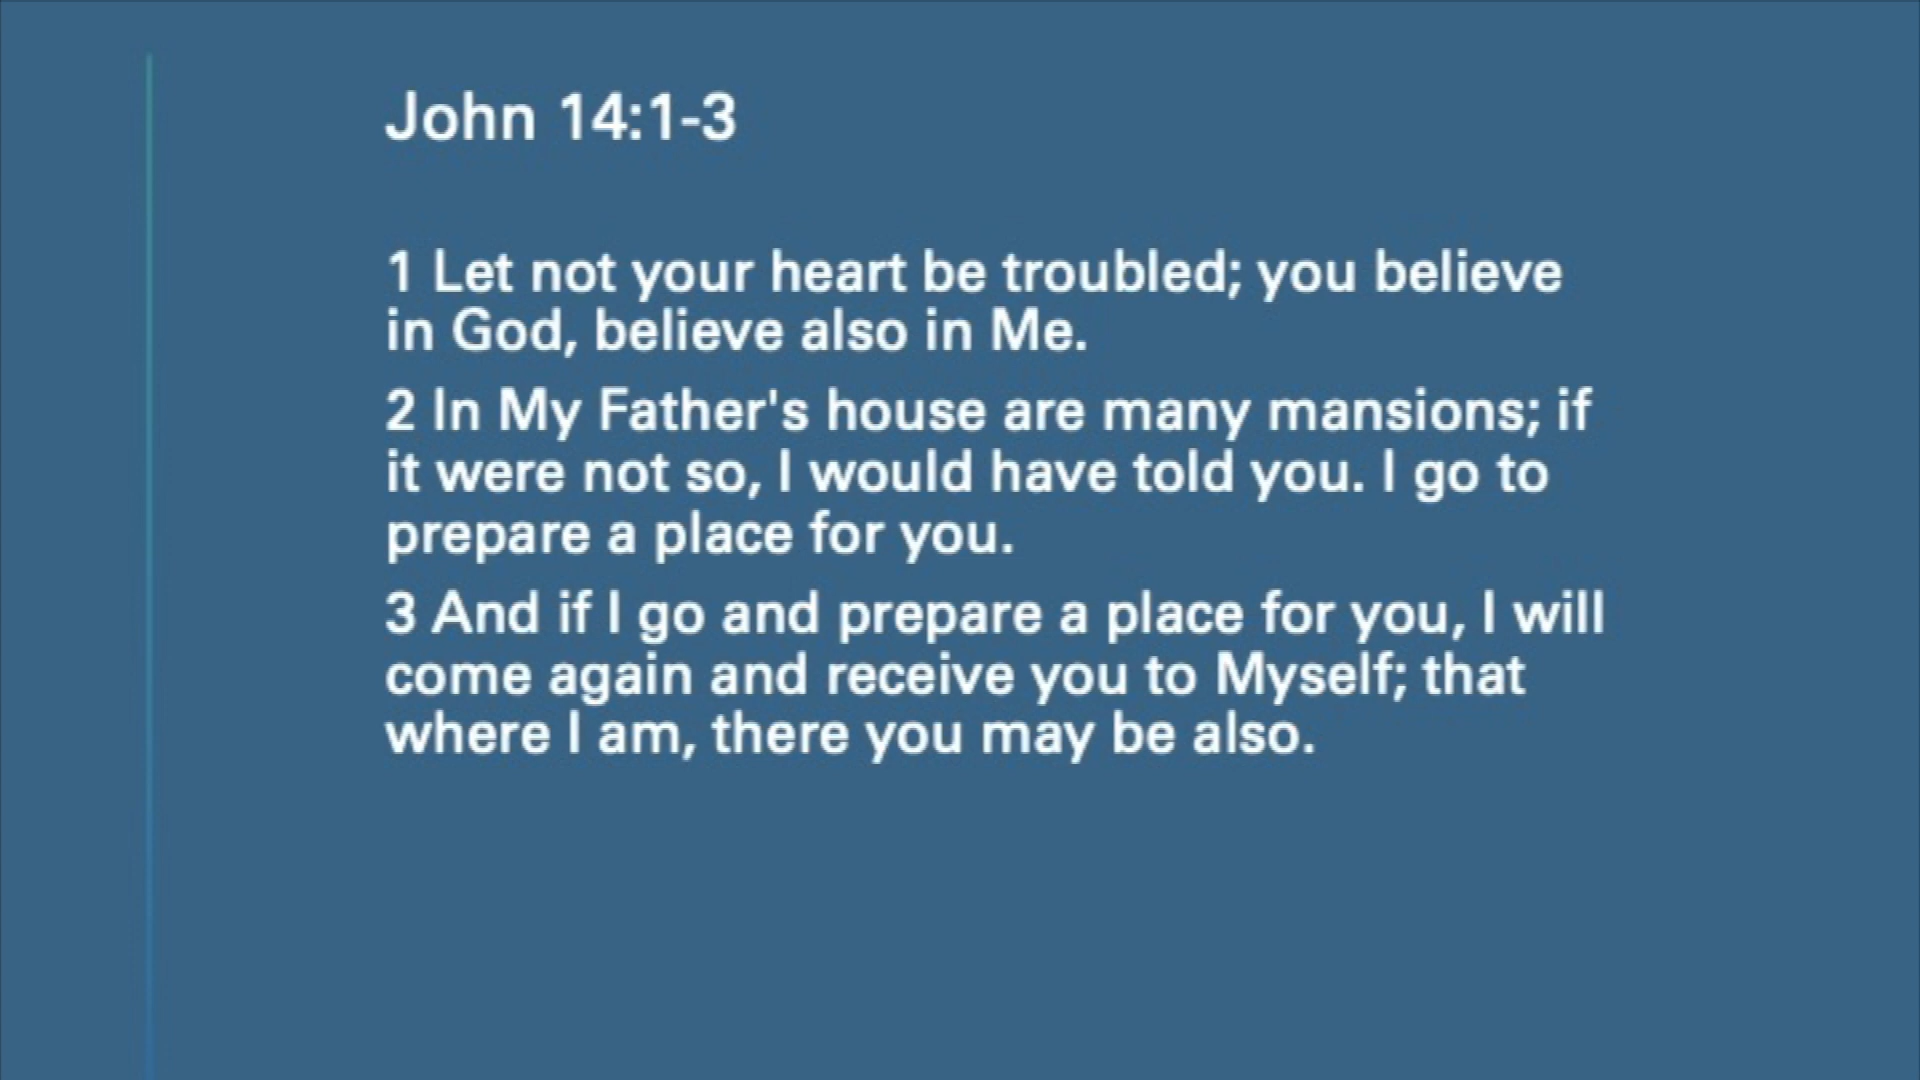 John 14:1-3
1 Let not your heart be troubled; you believe
in God, believe also in Me.
2 In My Father's house are many mansions; if
it were not so, I would have told you. I go to
prepare a place for you.
3 And if I go and prepare a place for you, I will
come again and receive you to Myself; that
where I am, there you may be also.